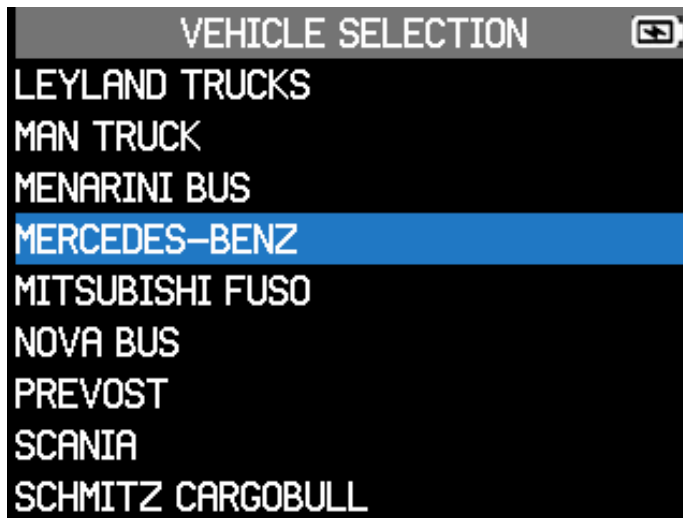 VEHICLE SELECTION
LEYLAND TRUCKS
MAN TRUCK
MENARINI BUS
MERCEDES–BENZ
MITSUBISHI FUSO
NOVA BUS
PREVOST
SCANIA
SCHMITZ CARGOBULL